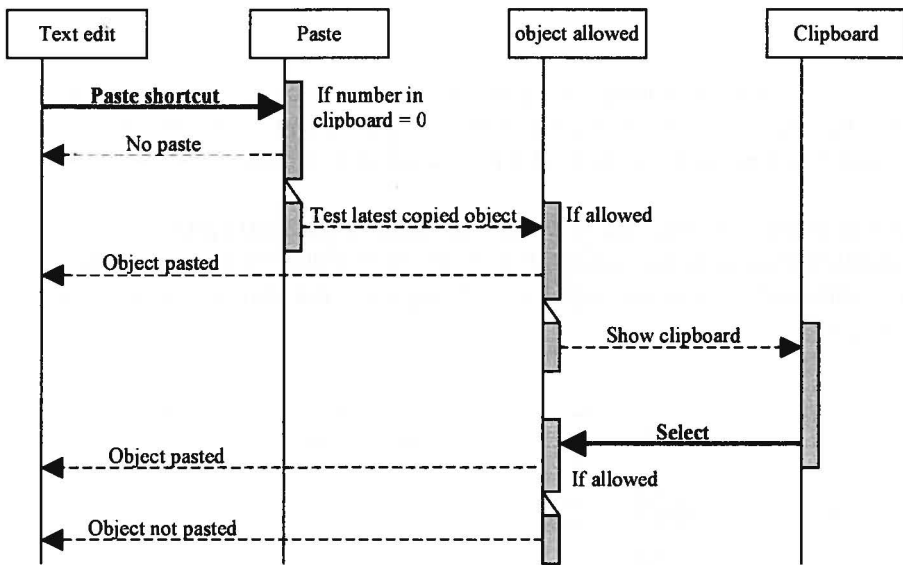 Text edit
Paste
object allowed
Clipboard
Paste shortcut
If number in
clipboard = 0
No paste
Test latest copied object
If allowed
Object pasted
Show clipboard
Select
Object pasted
If allowed
Object not pasted